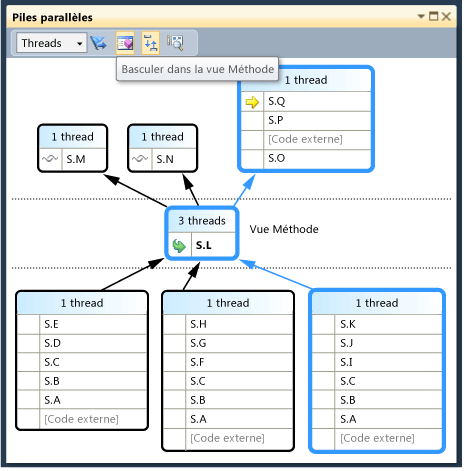 Piles parallèles
Threads
Basculer dans la vue Méthode
1 thread
S.Q
S.P
[Code externe]
S.O
1 thread
S.M
1 thread
S.N
3 threads
S.L
Vue Méthode
1 thread
S.E
S.D
S.C
S.B
S.A
[Code externe]
1 thread
S.H
S.G
S.F
S.C
S.B
S.A
[Code externe]
1 thread
S.K
S.J
S.I
S.C
S.B
S.A
[Code externe]